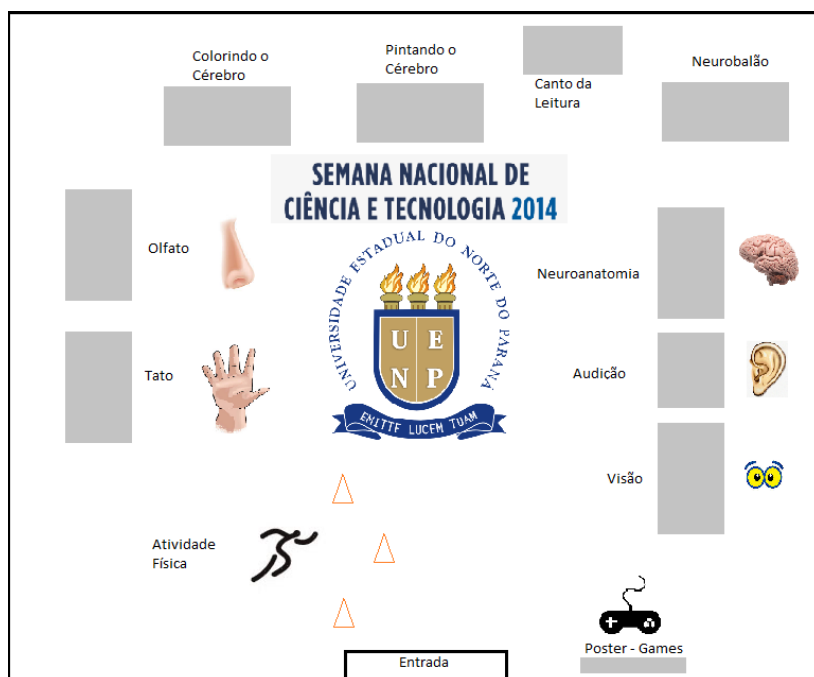 Colorindo o
Cérebro
Pintando o
Cérebro
Canto da
Leitura
Neurobalão
SEMANA NACIONAL DE
CIÊNCIA E TECNOLOGIA 2014
Olfato
UNIVERSIDADE ESTADUAL DO NORTE DO PARANÁ
U E
N P
EMITTE LUCEM TUAM
Neuroanatomia
Tato
Audição
Visão
Atividade
Física
Poster - Games
Entrada